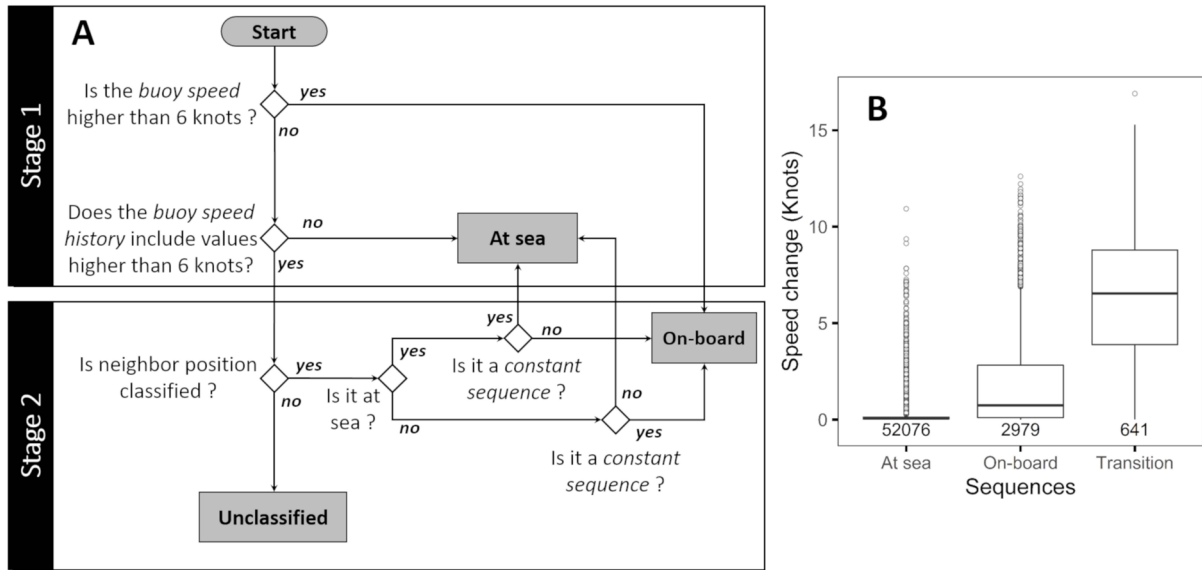 A
Stage 1
Start
Is the buoy speed
higher than 6 knots ?
yes
no
Does the buoy speed
history include values
higher than 6 knots?
no
yes
At sea
Stage 2
Is neighbor position
classified ?
yes
no
Is it at
sea ?
yes
no
yes
no
Is it a constant
sequence ?
On-board
no
yes
Is it a constant
sequence ?
Unclassified
B
Speed change (Knots)
15
10
5
0
52076
2979
641
At sea
On-board
Transition
Sequences